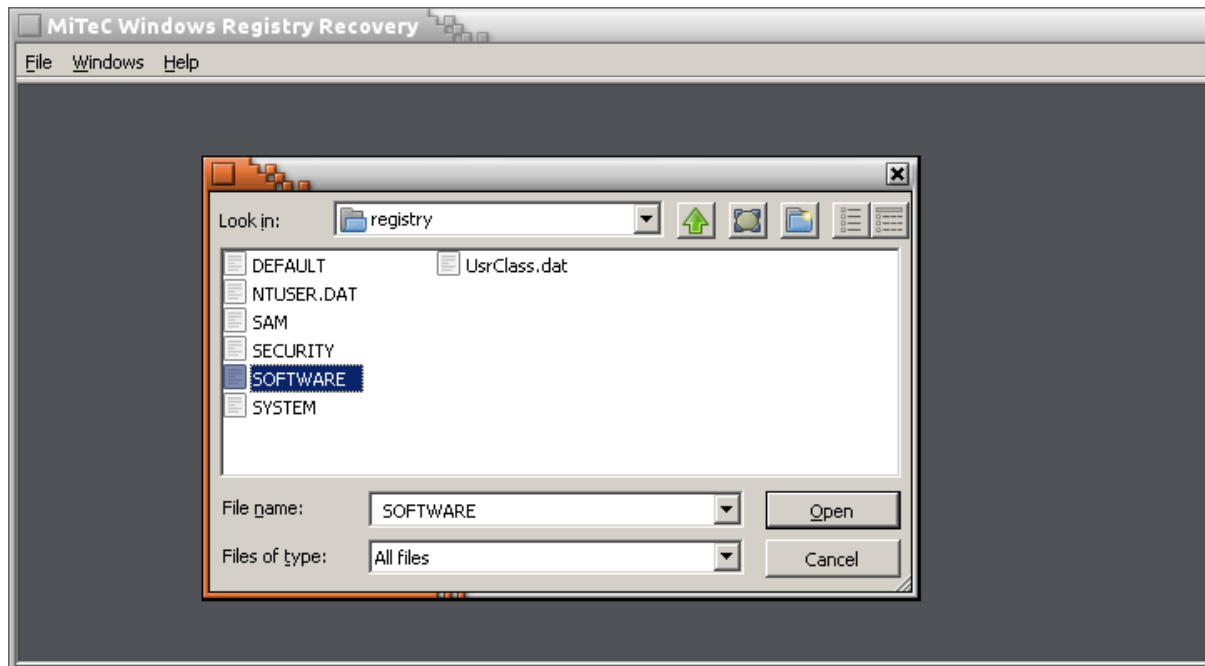 MiTeC Windows Registry Recovery
File Windows Help
Look in: registry
DEFAULT UsrClass.dat
NTUSER.DAT
SAM
SECURITY
SOFTWARE
SYSTEM
File name: SOFTWARE Open
Files of type: All files Cancel